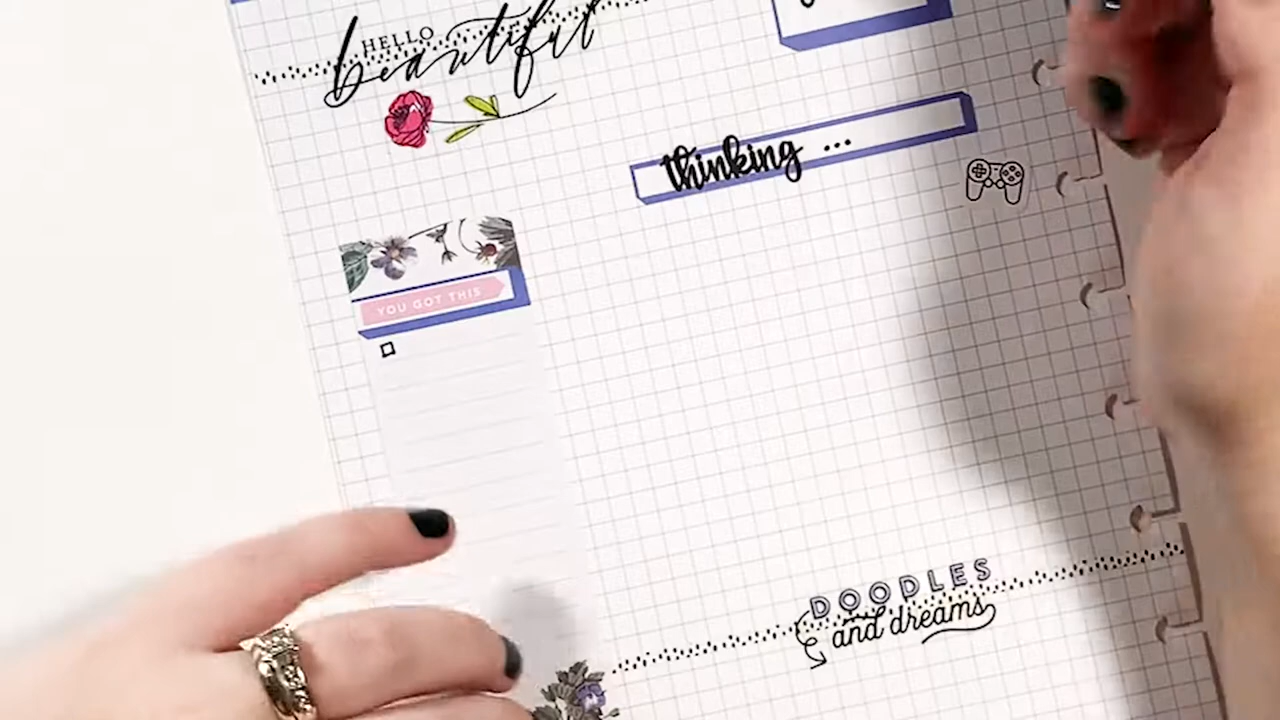 HELLO
beautiful
thinking ...
YOU GOT THIS
DOODLES
and dreams